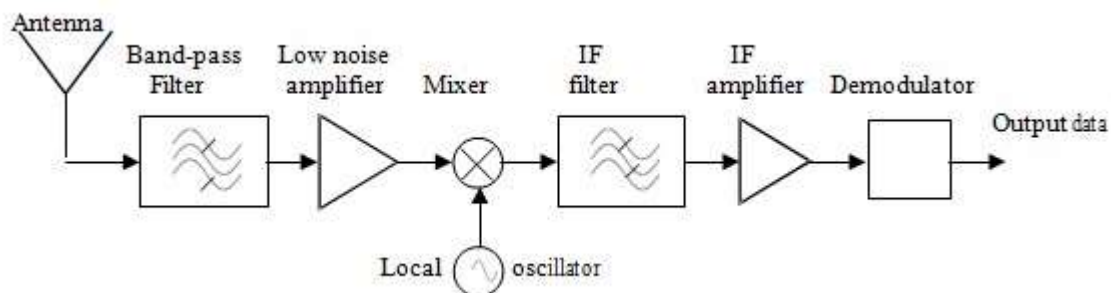 Antenna
Band-pass
Filter
Low noise
amplifier
Mixer
IF
filter
IF
amplifier
Demodulator
Output data
Local oscillator